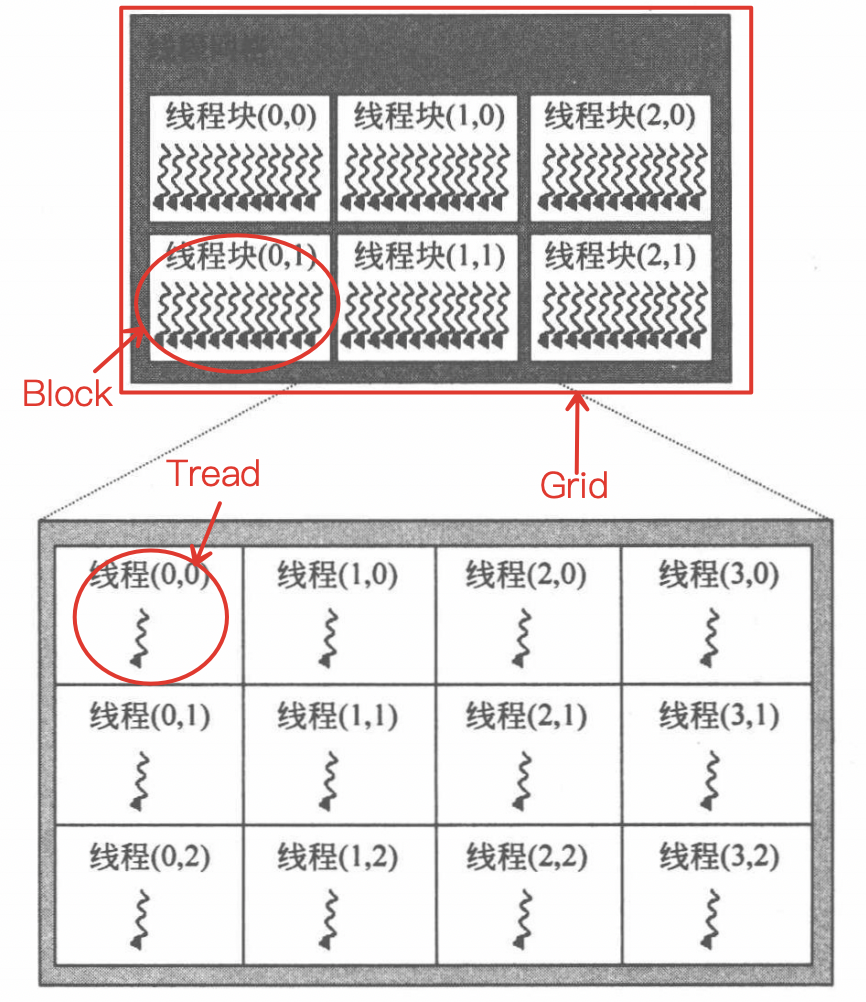 线程块(0,0) 线程块(1,0) 线程块(2,0)
线程块(0,1) 线程块(1,1) 线程块(2,1)
Block
Tread
Grid
线程(0,0) 线程(1,0) 线程(2,0) 线程(3,0)
线程(0,1) 线程(1,1) 线程(2,1) 线程(3,1)
线程(0,2) 线程(1,2) 线程(2,2) 线程(3,2)